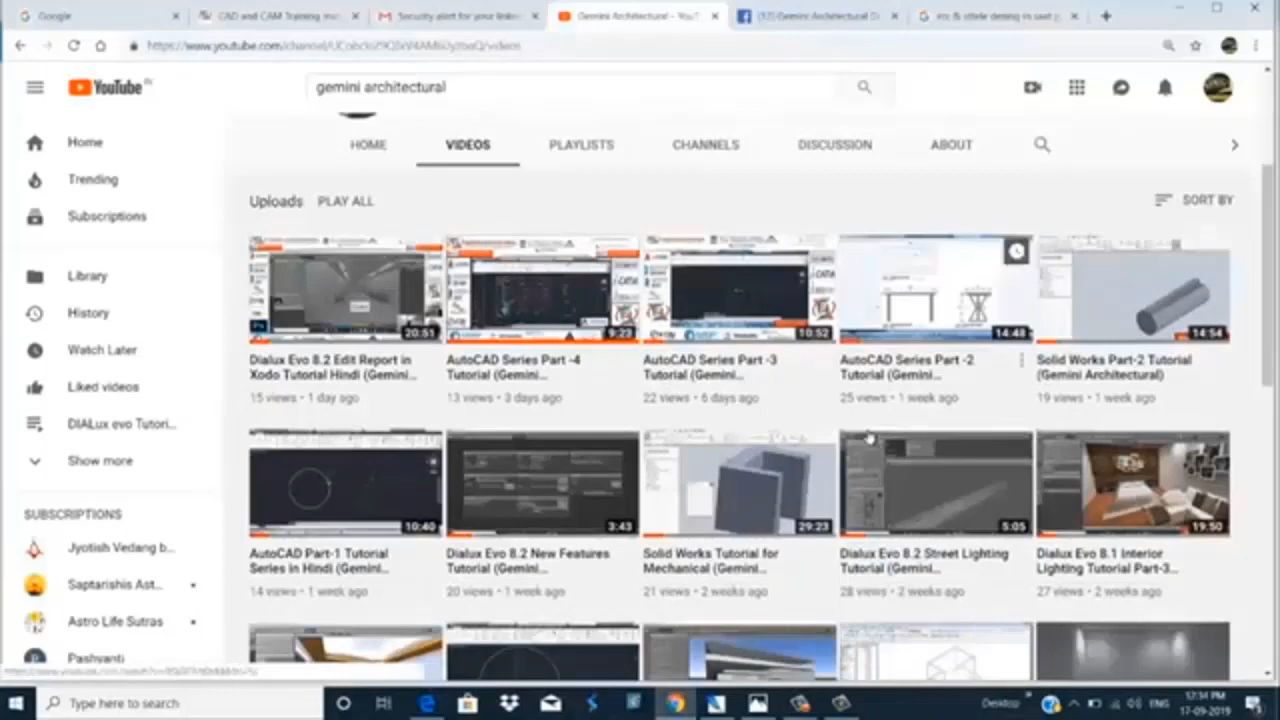 Google
CAD and CAM Training
Security alert for your linked
Gemini Architectural - YouT
(12) Gemini Architectural D
YouTube IN
gemini architectural
HOME
VIDEOS
PLAYLISTS
CHANNELS
DISCUSSION
ABOUT
Home
Trending
Subscriptions
Library
History
Watch Later
Liked videos
DIALux evo Tutori...
Show more
SUBSCRIPTIONS
Jyotish Vedang b...
Saptarishis Ast...
Astro Life Sutras
Pashyanti
Uploads PLAY ALL
SORT BY
20:51
9:23
10:52
14:48
14:54
Dialux Evo 8.2 Edit Report in
Xodo Tutorial Hindi (Gemini...
15 views • 1 day ago
AutoCAD Series Part -4
Tutorial (Gemini...
13 views • 3 days ago
AutoCAD Series Part -3
Tutorial (Gemini...
22 views • 6 days ago
AutoCAD Series Part -2
Tutorial (Gemini...
25 views • 1 week ago
Solid Works Part-2 Tutorial
(Gemini Architectural)
19 views • 1 week ago
10:40
3:43
29:23
5:05
19:50
AutoCAD Part-1 Tutorial
Series in Hindi (Gemini...
14 views • 1 week ago
Dialux Evo 8.2 New Features
Tutorial (Gemini...
20 views • 1 week ago
Solid Works Tutorial for
Mechanical (Gemini...
21 views • 2 weeks ago
Dialux Evo 8.2 Street Lighting
Tutorial (Gemini...
28 views • 2 weeks ago
Dialux Evo 8.1 Interior
Lighting Tutorial Part-3...
27 views • 2 weeks ago
Type here to search
Desktop
ENG
12:51 PM
17-09-2019